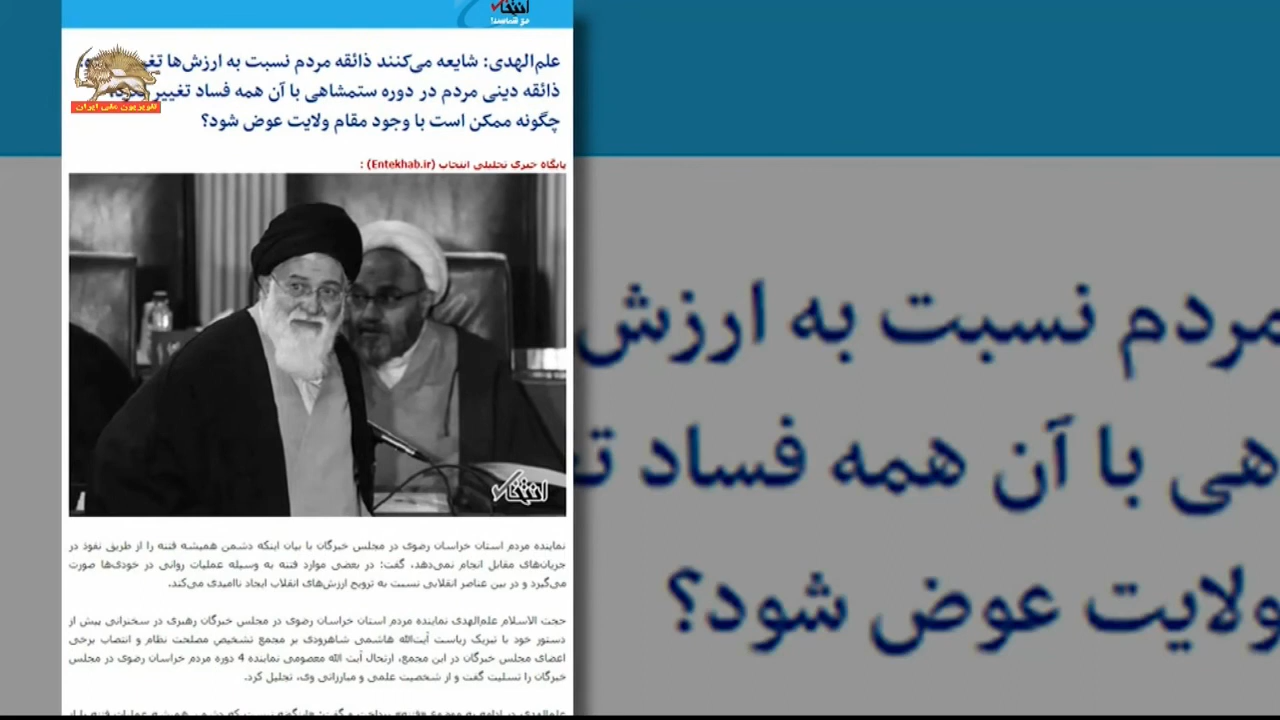 انتخاب
علم‌الهدی: شایعه می‌کنند ذائقه مردم نسبت به ارزش‌ها
ذائقه دینی مردم در دوره ستمشاهی با آن همه فساد تغییر
چگونه ممکن است با وجود مقام ولایت عوض شود؟
تلویزیون ملی ایران
پایگاه خبری تحلیلی انتخاب (Entekhab.ir) :
انتخاب
نماینده مردم استان خراسان رضوی در مجلس خبرگان با بیان اینکه دشمن همیشه فتنه را از طریق نفوذ در
جریان‌های مقابل انجام نمی‌دهد، گفت: در بعضی موارد فتنه به وسیله عملیات روانی در خودی‌ها صورت
می‌گیرد و در بین عناصر انقلابی نسبت به ترویج ارزش‌های انقلاب ایجاد ناامیدی می‌کند.
حجت الاسلام علم‌الهدی نماینده مردم استان خراسان رضوی در مجلس خبرگان رهبری در سخنرانی پیش از
دستور خود با تبریک ریاست آیت‌الله هاشمی شاهرودی بر مجمع تشخیص مصلحت نظام و انتصاب برخی
اعضای مجلس خبرگان در این مجمع، ارتحال آیت الله معصومی نماینده 4 دوره مردم خراسان رضوی در مجلس
خبرگان را تسلیت گفت و از شخصیت علمی و مبارزاتی وی، تجلیل کرد.
مردم نسبت به ارزش
هی با آن همه فساد
ولایت عوض شود؟